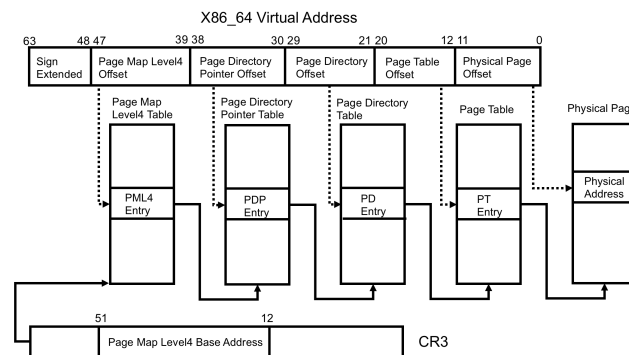 X86_64 Virtual Address
63 48 47 39 38 30 29 21 20 12 11 0
Sign Extended
Page Map Level4 Offset
Page Directory Pointer Offset
Page Directory Offset
Page Table Offset
Physical Page Offset
Page Map Level4 Table
Page Directory Pointer Table
Page Directory Table
Page Table
Physical Pag
PML4 Entry
PDP Entry
PD Entry
PT Entry
Physical Address
51 12
Page Map Level4 Base Address
CR3